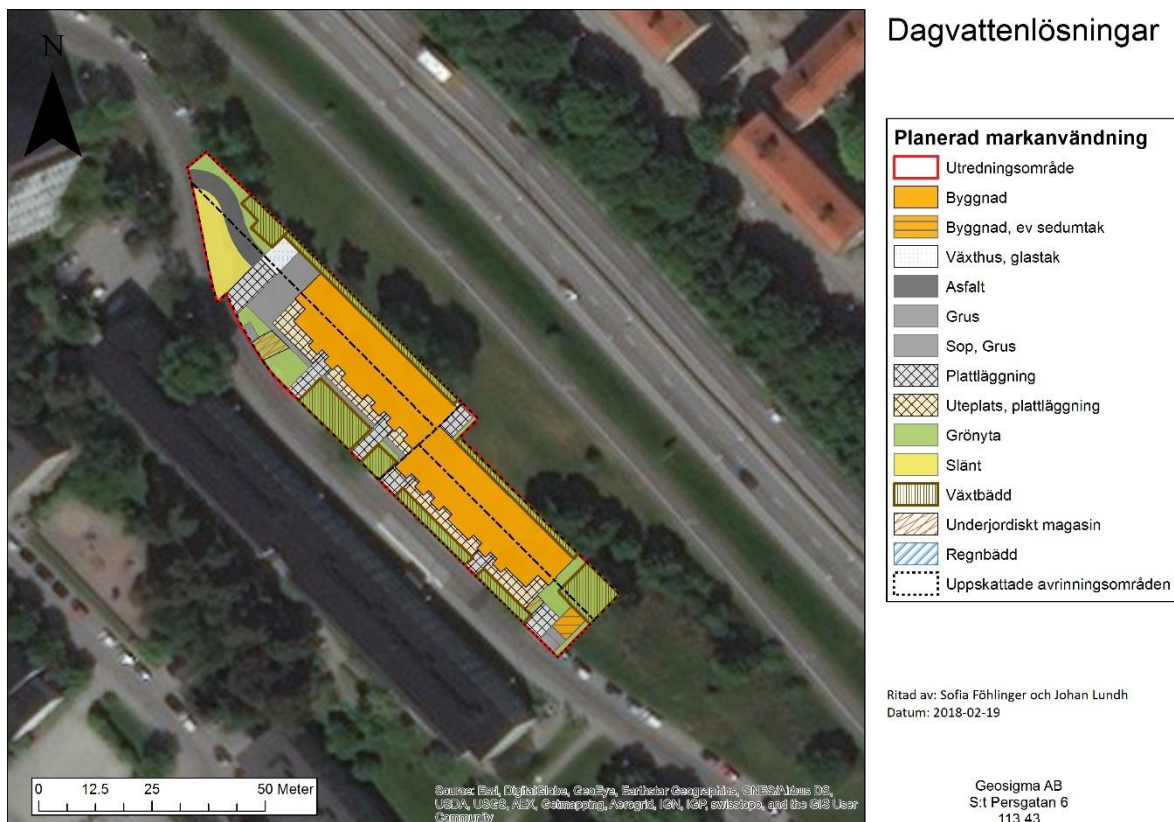 Dagvattenlösningar
N
Planerad markanvändning
Utredningsområde
Byggnad
Byggnad, ev sedumtak
Växthus, glastak
Asfalt
Grus
Sop, Grus
Plattläggning
Uteplats, plattläggning
Grönyta
Slänt
Växtbädd
Underjordiskt magasin
Regnbädd
Uppskattade avrinningsområden
Ritad av: Sofia Föhlinger och Johan Lundh
Datum: 2018-02-19
0 12.5 25 50 Meter
Source: Esri, DigitalGlobe, GeoEye, Earthstar Geographics, CNES/Airbus DS,
USDA, USGS, AEX, Getmapping, Aerogrid, IGN, IGP, swisstopo, and the GIS User
Community
Geosigma AB
S:t Persgatan 6
113 43